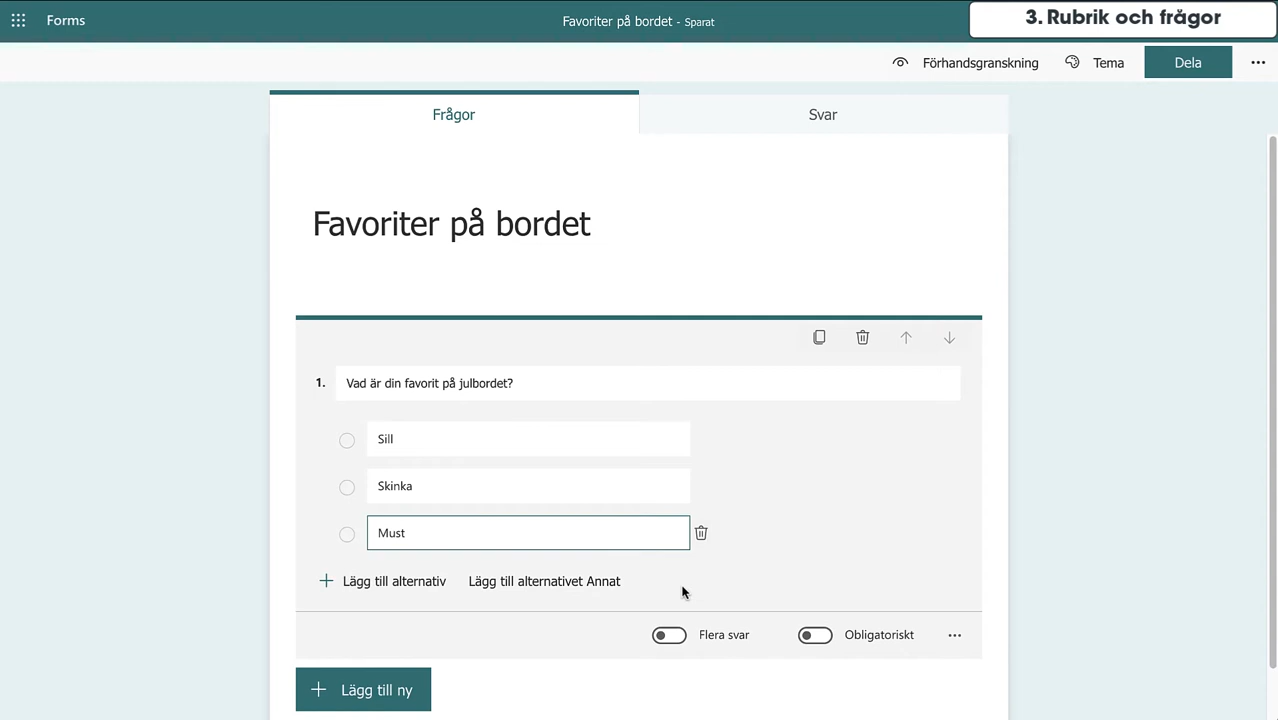 Forms
Favoriter på bordet - Sparat
3. Rubrik och frågor
Förhandsgranskning
Tema
Dela
Frågor
Svar
Favoriter på bordet
1. Vad är din favorit på julbordet?
Sill
Skinka
Must
Lägg till alternativ
Lägg till alternativet Annat
Flera svar
Obligatoriskt
Lägg till ny